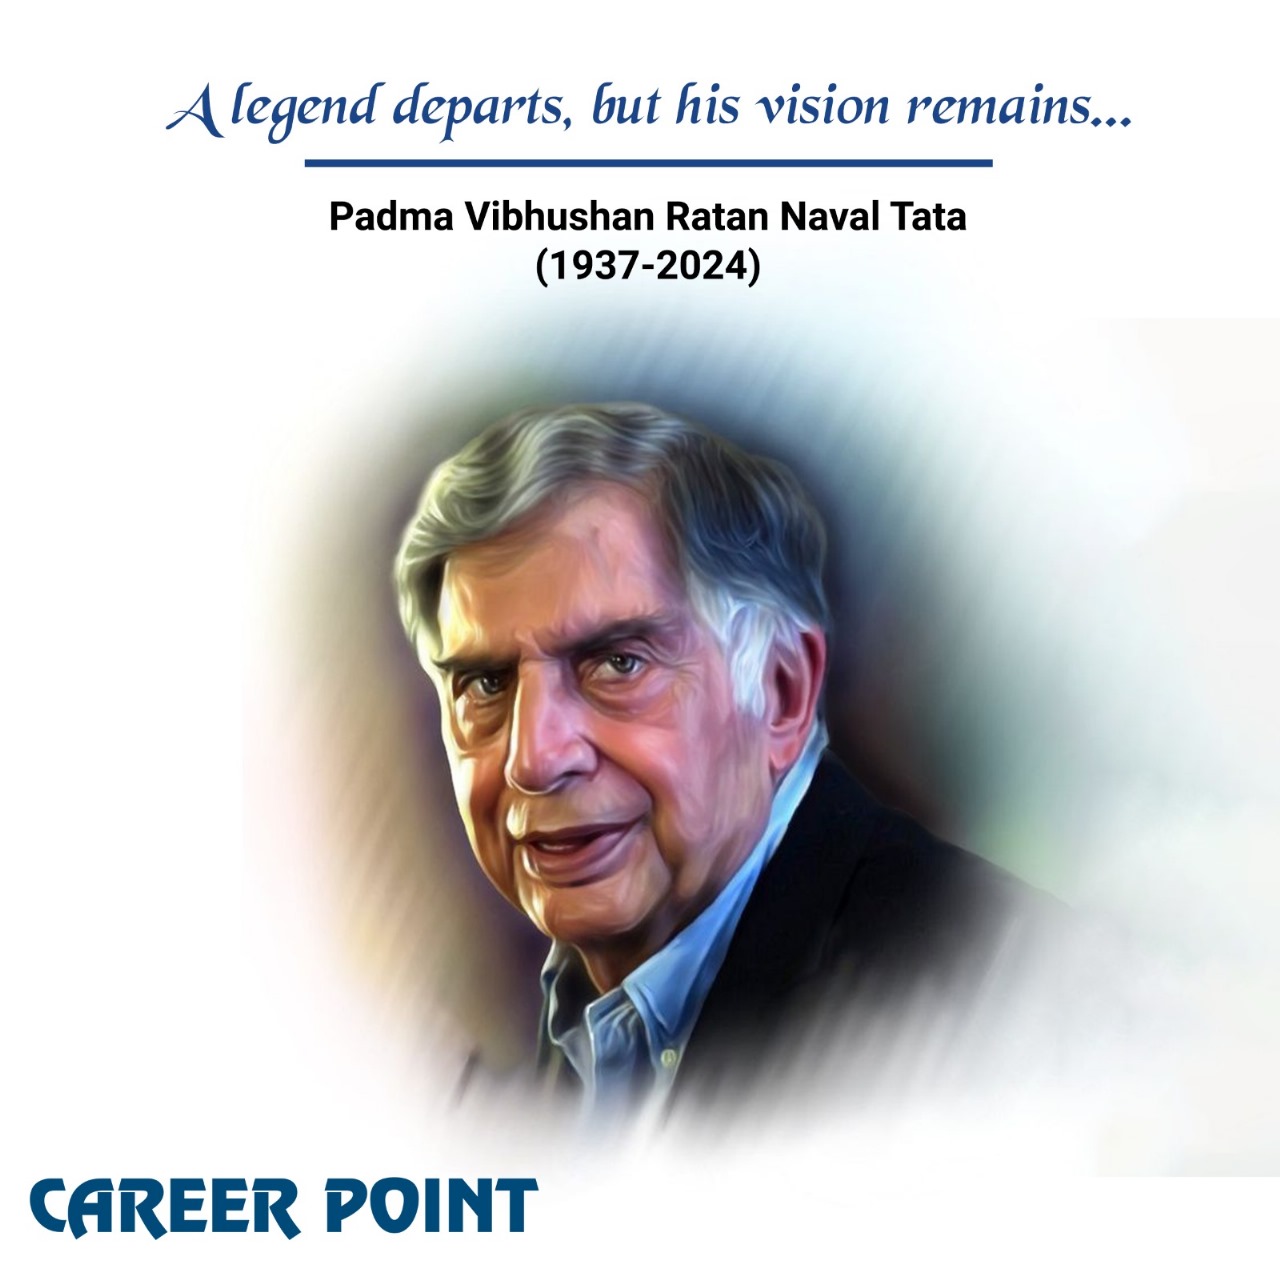 A legend departs, but his vision remains...
Padma Vibhushan Ratan Naval Tata
(1937-2024)
CAREER POINT